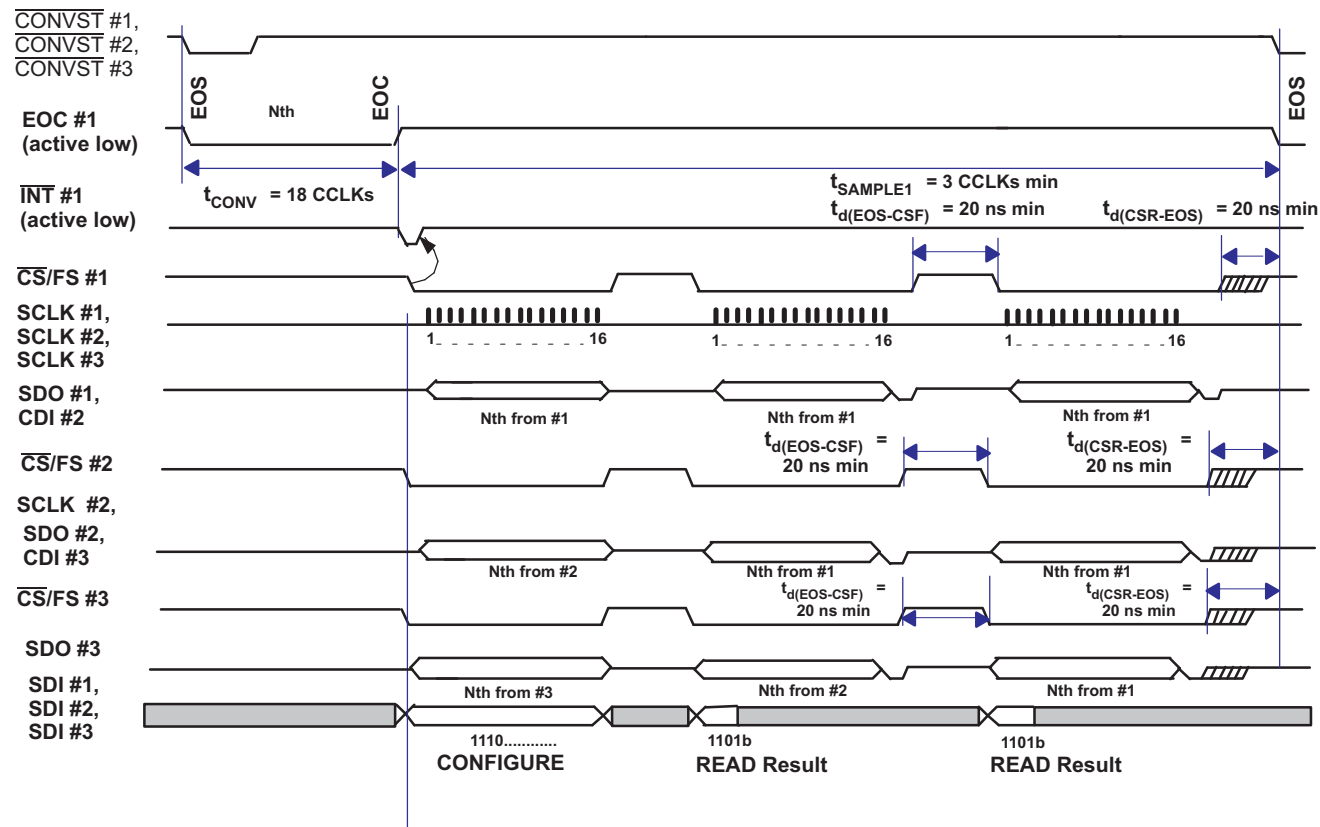 CONVST #1,
CONVST #2,
CONVST #3
EOS
Nth
EOC
EOS
EOC #1
(active low)
tCONV = 18 CCLKs
tSAMPLE1 = 3 CCLKs min
INT #1
(active low)
td(EOS-CSF) = 20 ns min
td(CSR-EOS) = 20 ns min
CS/FS #1
SCLK #1,
SCLK #2,
SCLK #3
1_ _ _ _ _ _ _ _ _ _ 16
1_ _ _ _ _ _ _ _ _ _ 16
1_ _ _ _ _ _ _ _ _ _ 16
SDO #1,
CDI #2
Nth from #1
Nth from #1
Nth from #1
td(EOS-CSF) =
20 ns min
td(CSR-EOS) =
20 ns min
CS/FS #2
SCLK #2,
SDO #2,
CDI #3
Nth from #2
Nth from #1
Nth from #1
td(EOS-CSF) =
20 ns min
td(CSR-EOS) =
20 ns min
CS/FS #3
SDO #3
Nth from #3
Nth from #2
Nth from #1
SDI #1,
SDI #2,
SDI #3
1110............
CONFIGURE
1101b
READ Result
1101b
READ Result